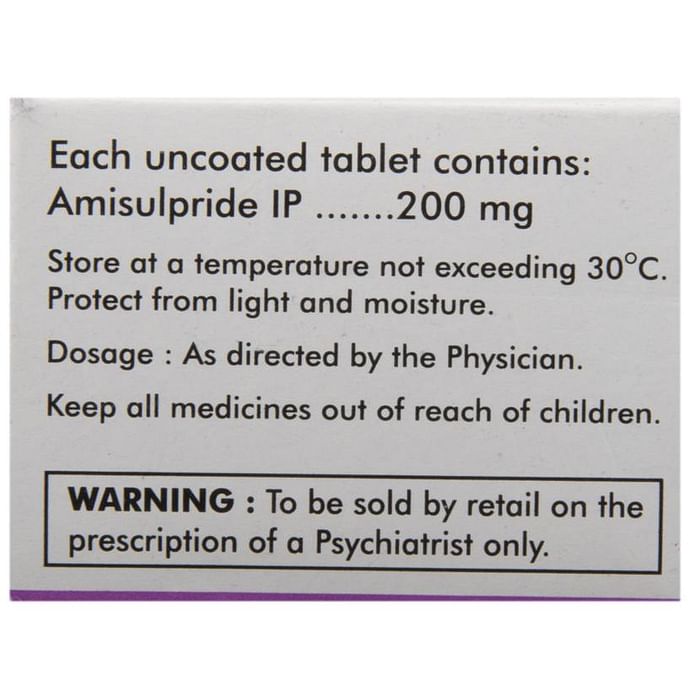 Each uncoated tablet contains:
Amisulpride IP .......200 mg
Store at a temperature not exceeding 30°C.
Protect from light and moisture.
Dosage : As directed by the Physician.
Keep all medicines out of reach of children.
WARNING : To be sold by retail on the
prescription of a Psychiatrist only.